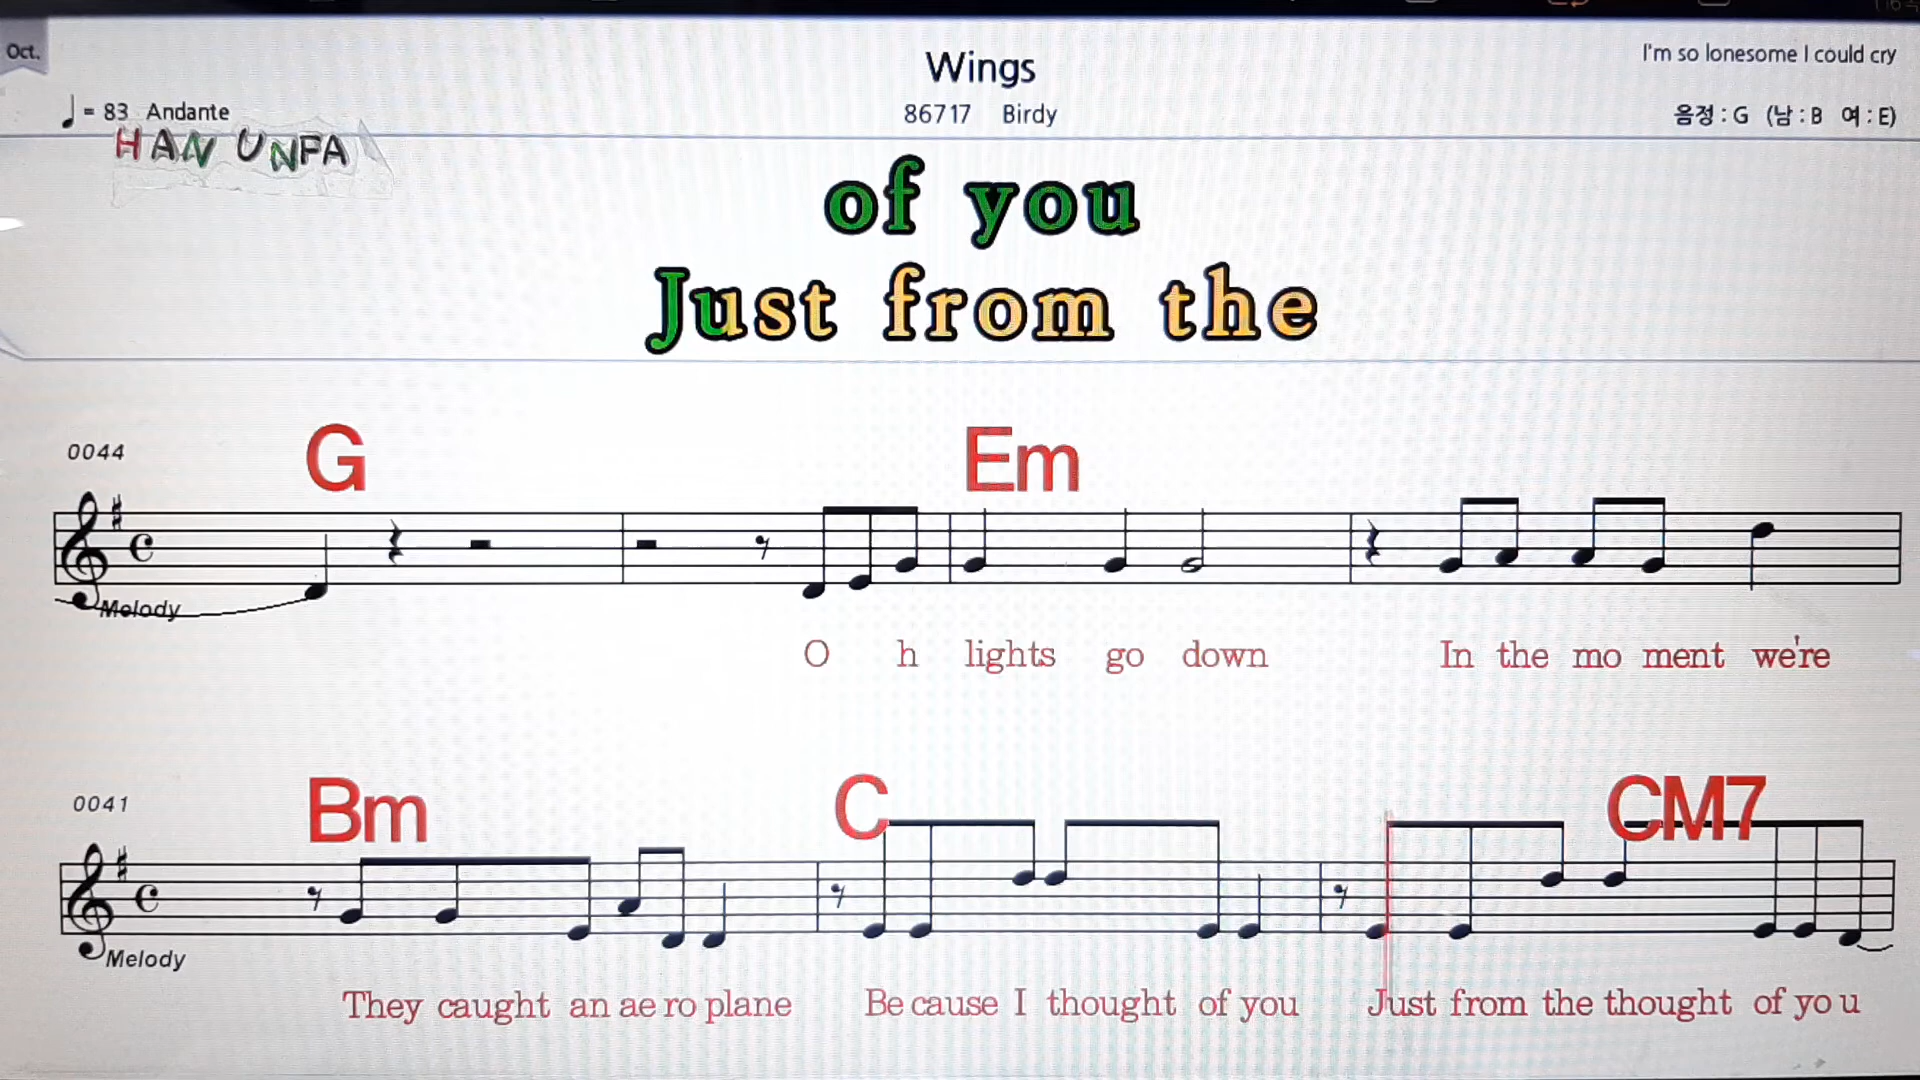 Oct.
Wings
I'm so lonesome I could cry
= 83 Andante
86717 Birdy
음정 : G (남 : B 여 : E)
HAN UNFA
of you
Just from the
0044
G Em
Melody
O h lights go down In the mo ment we're
0041
Bm C CM7
Melody
They caught an ae ro plane Be cause I thought of you Just from the thought of yo u